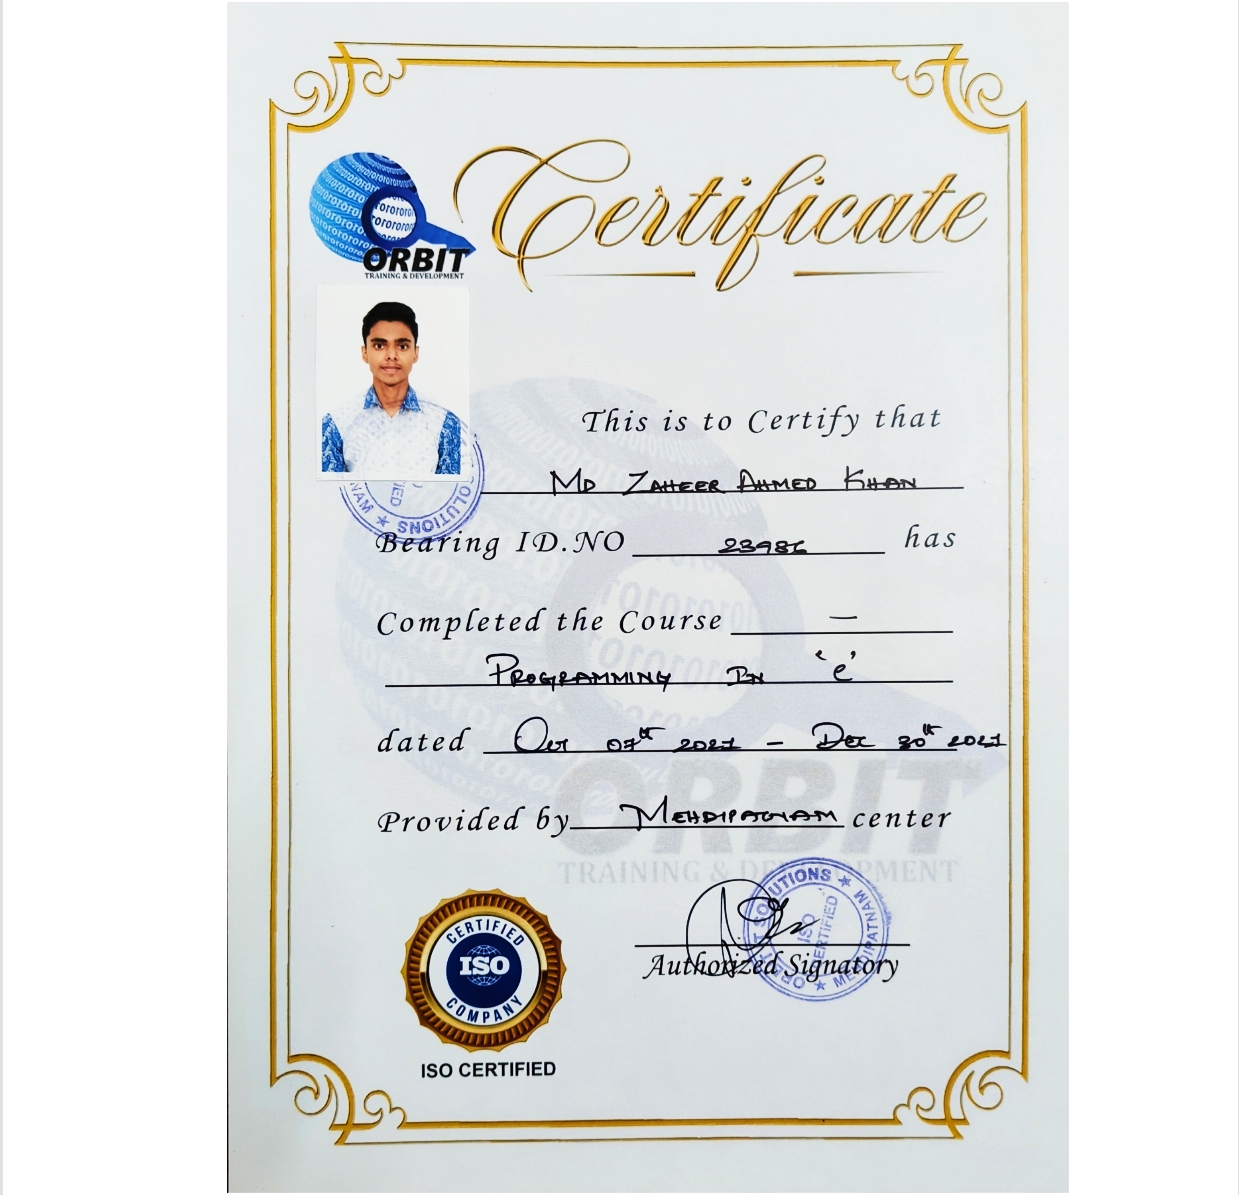 Certificate
ORBIT
TRAINING & DEVELOPMENT
This is to Certify that
MD ZAHEER AHMED KHAN
SOLUTIONS
Bearing ID.NO 23986 has
Completed the Course —
PROGRAMMING IN 'C'
dated Oct 07th 2021 - Dec 30th 2021
Provided by MEHDIPATNAM center
ORBIT
TRAINING & DEVELOPMENT
ORBIT SOLUTIONS
ISO CERTIFIED
MEHDIPATNAM
Authorized Signatory
CERTIFIED
ISO
COMPANY
ISO CERTIFIED